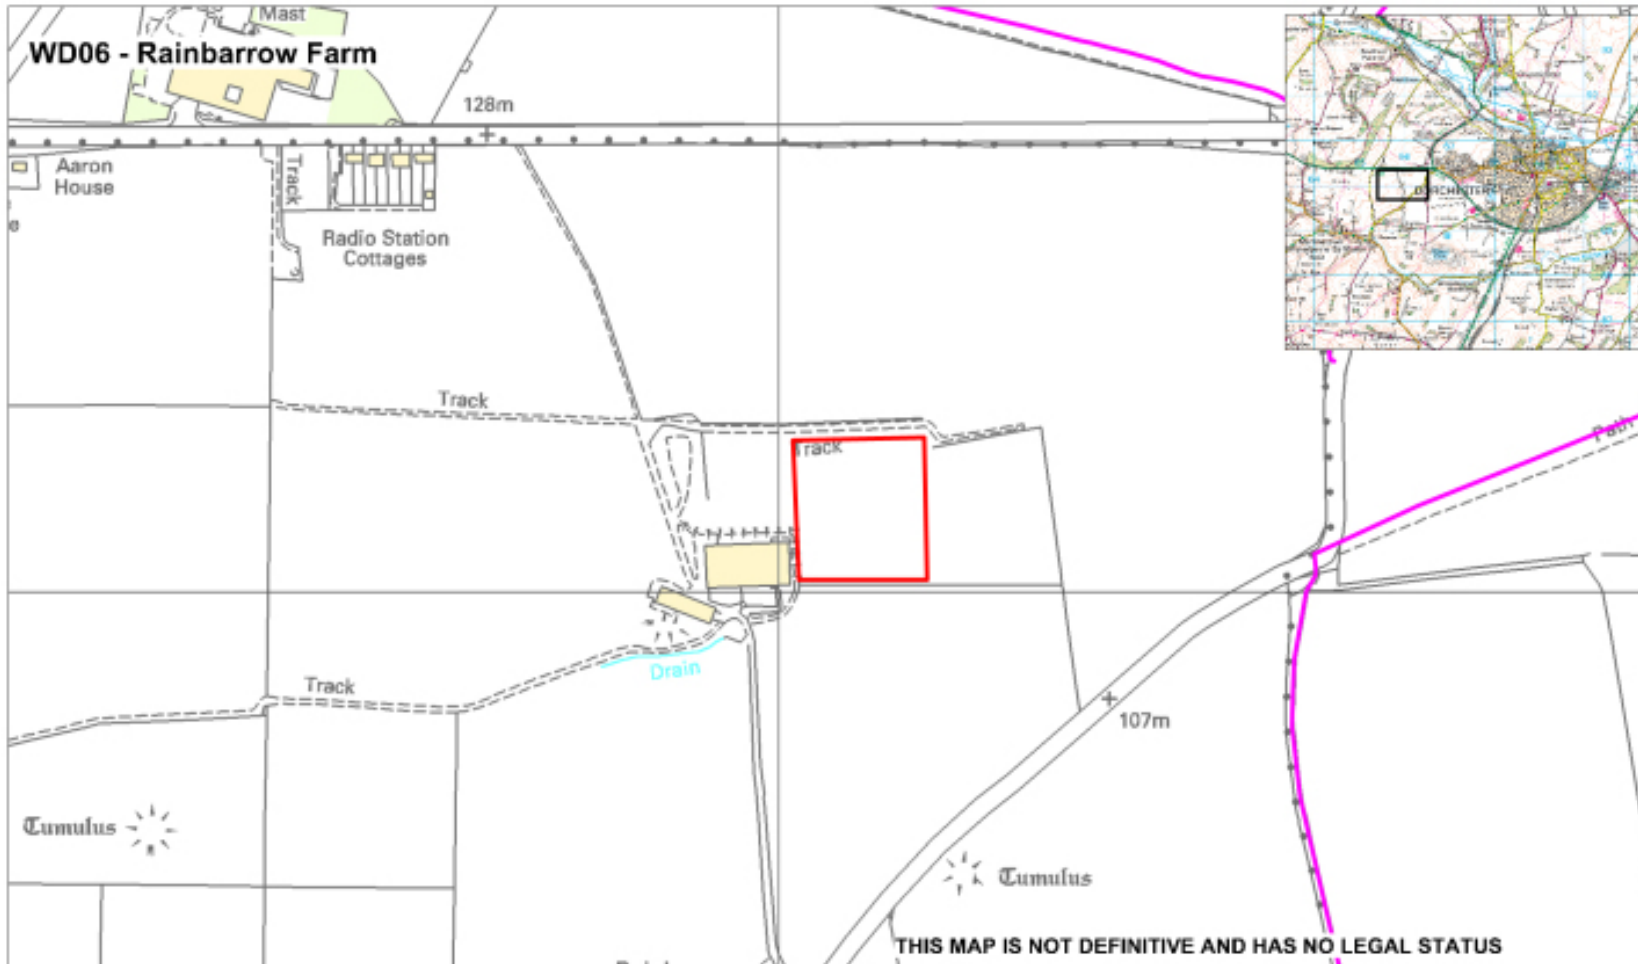 Mast
WD06 - Rainbarrow Farm
128m
Aaron
House
Track
Radio Station
Cottages
DORCHESTER
Track
Track
Path
Drain
Track
107m
Tumulus
Tumulus
THIS MAP IS NOT DEFINITIVE AND HAS NO LEGAL STATUS